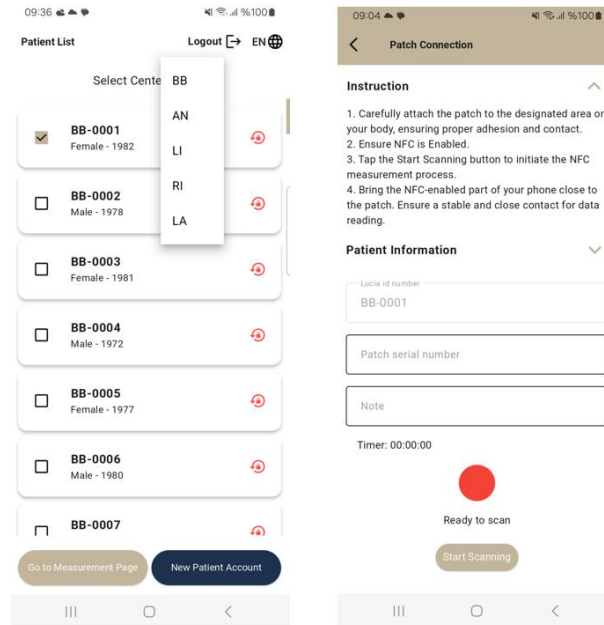 09:36
%100
Patient List
Logout
EN
Select Cente
BB
AN
LI
RI
LA
BB-0001
Female - 1982
BB-0002
Male - 1978
BB-0003
Female - 1981
BB-0004
Male - 1972
BB-0005
Female - 1977
BB-0006
Male - 1980
BB-0007
Go to Measurement Page
New Patient Account
09:04
%100
Patch Connection
Instruction
1. Carefully attach the patch to the designated area on
your body, ensuring proper adhesion and contact.
2. Ensure NFC is Enabled.
3. Tap the Start Scanning button to initiate the NFC
measurement process.
4. Bring the NFC-enabled part of your phone close to
the patch. Ensure a stable and close contact for data
reading.
Patient Information
Lucia id number
BB-0001
Patch serial number
Note
Timer: 00:00:00
Ready to scan
Start Scanning